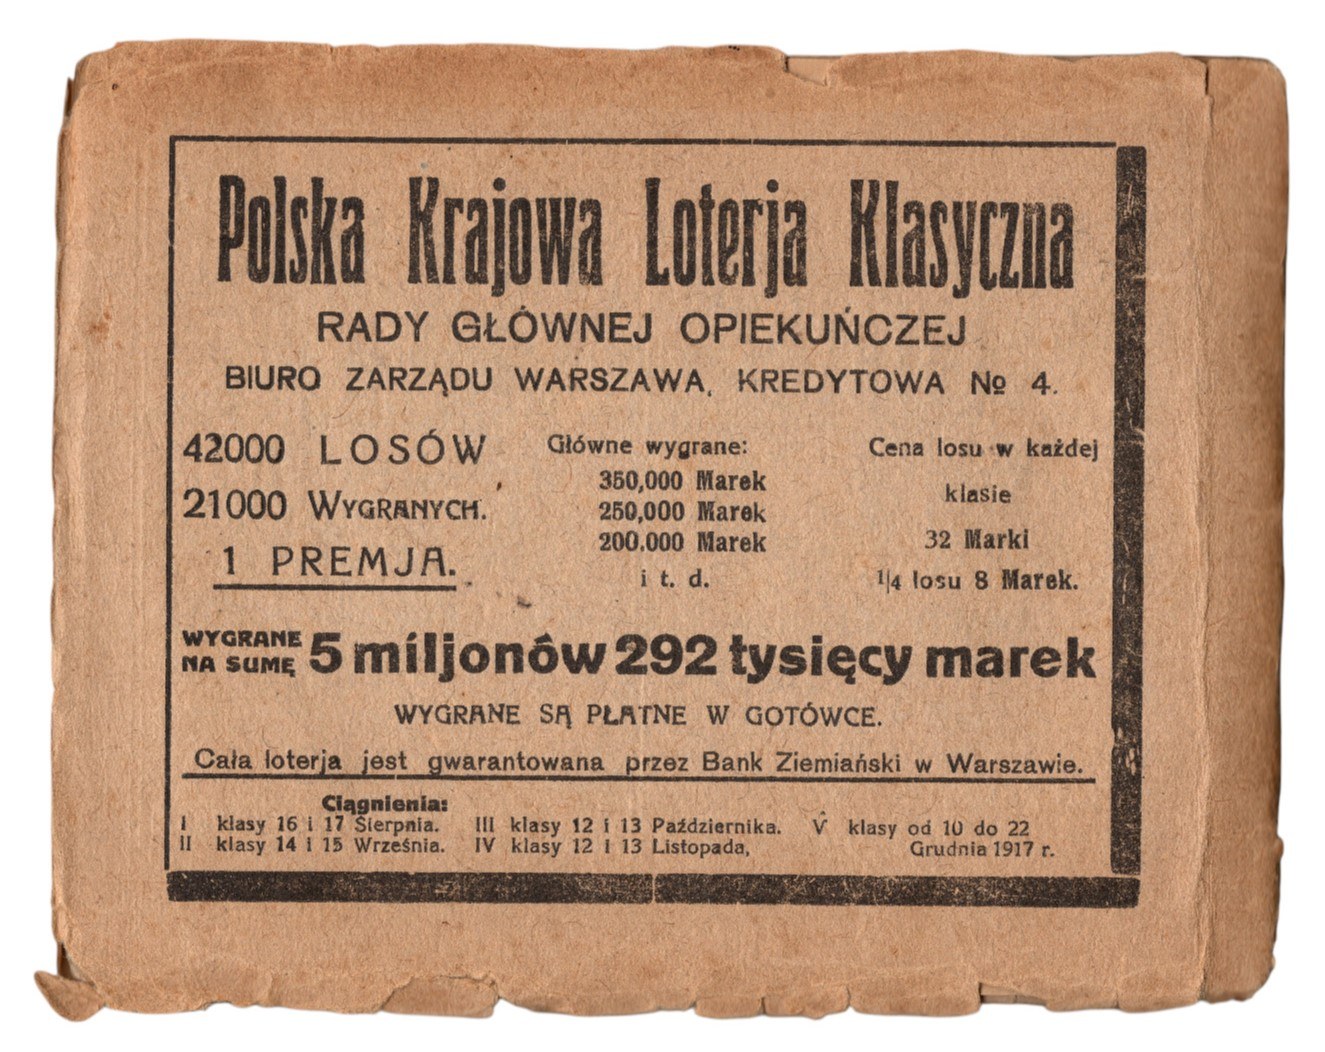 Polska Krajowa Loterja Klasyczna
RADY GŁÓWNEJ OPIEKUŃCZEJ
BIURO ZARZĄDU WARSZAWA, KREDYTOWA № 4.
42000 LOSÓW
21000 WYGRANYCH.
1 PREMJA.
Główne wygrane:
350,000 Marek
250,000 Marek
200.000 Marek
i t. d.
Cena losu w każdej
klasie
32 Marki
1/4 losu 8 Marek.
WYGRANE
NA SUMĘ
5 miljonów 292 tysięcy marek
WYGRANE SĄ PŁATNE W GOTÓWCE.
Cała loterja jest gwarantowana przez Bank Ziemiański w Warszawie.
Ciągnienia:
I klasy 16 i 17 Sierpnia.
II klasy 14 i 15 Września.
III klasy 12 i 13 Października.
IV klasy 12 i 13 Listopada,
V klasy od 10 do 22
Grudnia 1917 r.